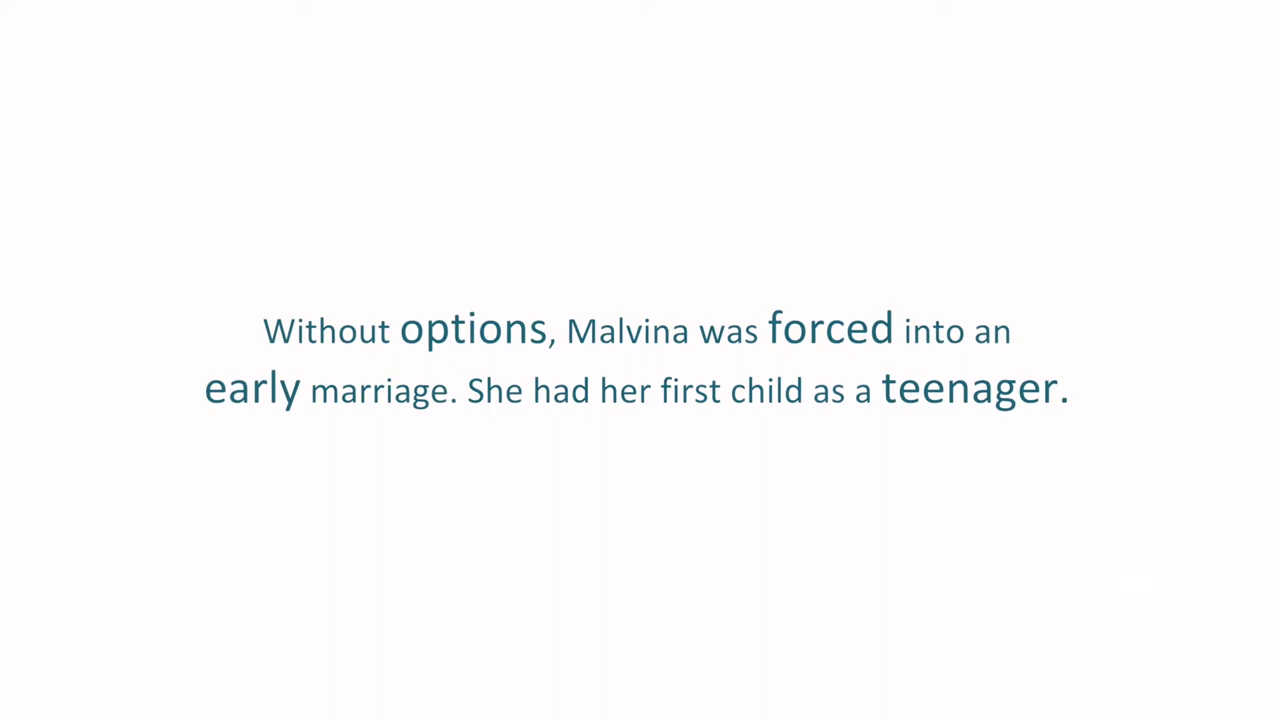 Without options, Malvina was forced into an
early marriage. She had her first child as a teenager.